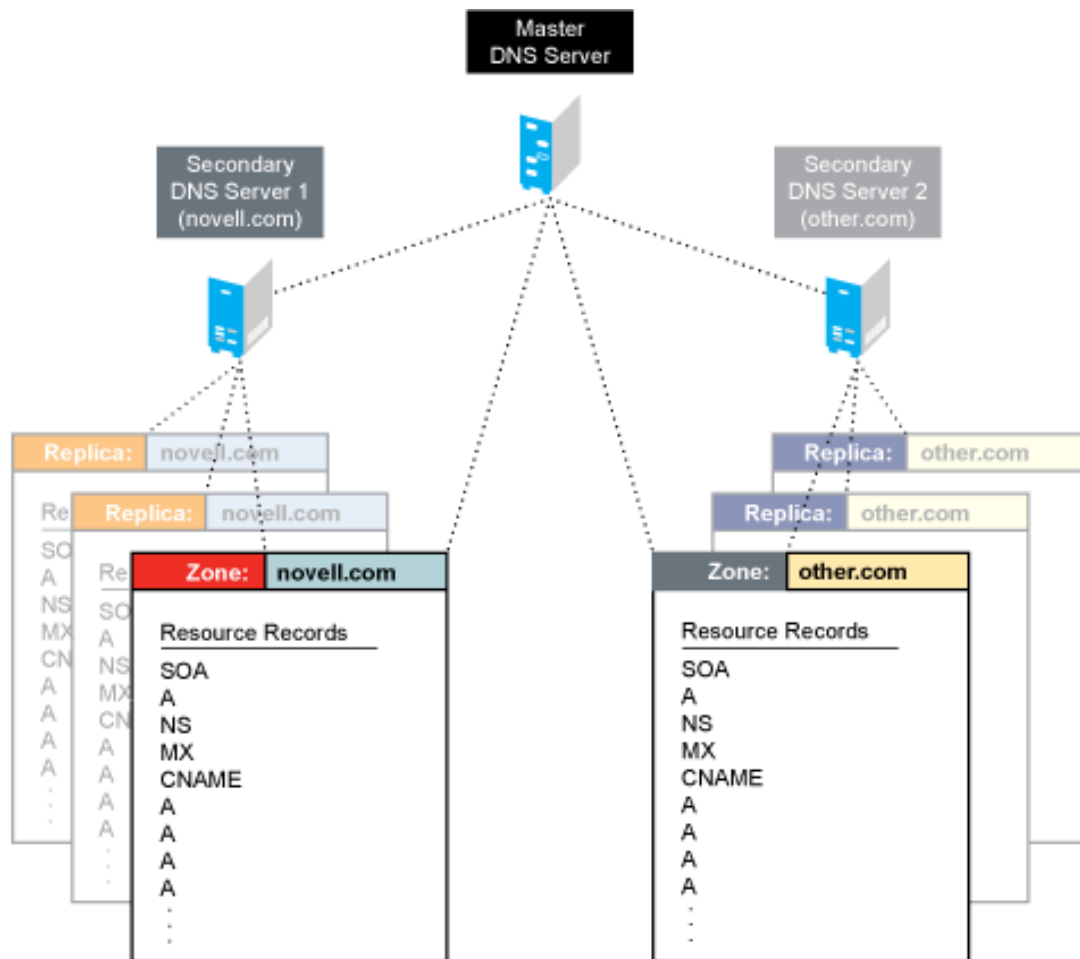 Master
DNS Server
Secondary
DNS Server 1
(novell.com)
Secondary
DNS Server 2
(other.com)
Replica: novell.com
Re
SO
A
NS
MX
CN
A
A
A
A
.
.
.
Replica: novell.com
Re
SO
A
NS
MX
CN
A
A
A
A
.
.
.
Zone: novell.com
Resource Records
SOA
A
NS
MX
CNAME
A
A
A
A
.
.
.
Replica: other.com
Replica: other.com
Zone: other.com
Resource Records
SOA
A
NS
MX
CNAME
A
A
A
A
.
.
.